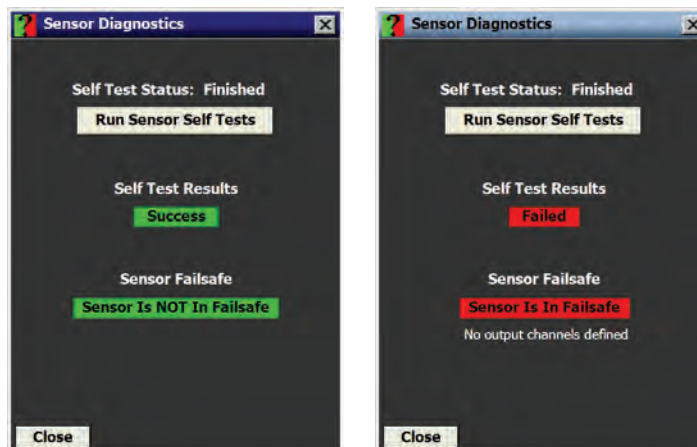 Sensor Diagnostics
Self Test Status: Finished
Run Sensor Self Tests
Self Test Results
Success
Sensor Failsafe
Sensor Is NOT In Failsafe
Close
Sensor Diagnostics
Self Test Status: Finished
Run Sensor Self Tests
Self Test Results
Failed
Sensor Failsafe
Sensor Is In Failsafe
No output channels defined
Close